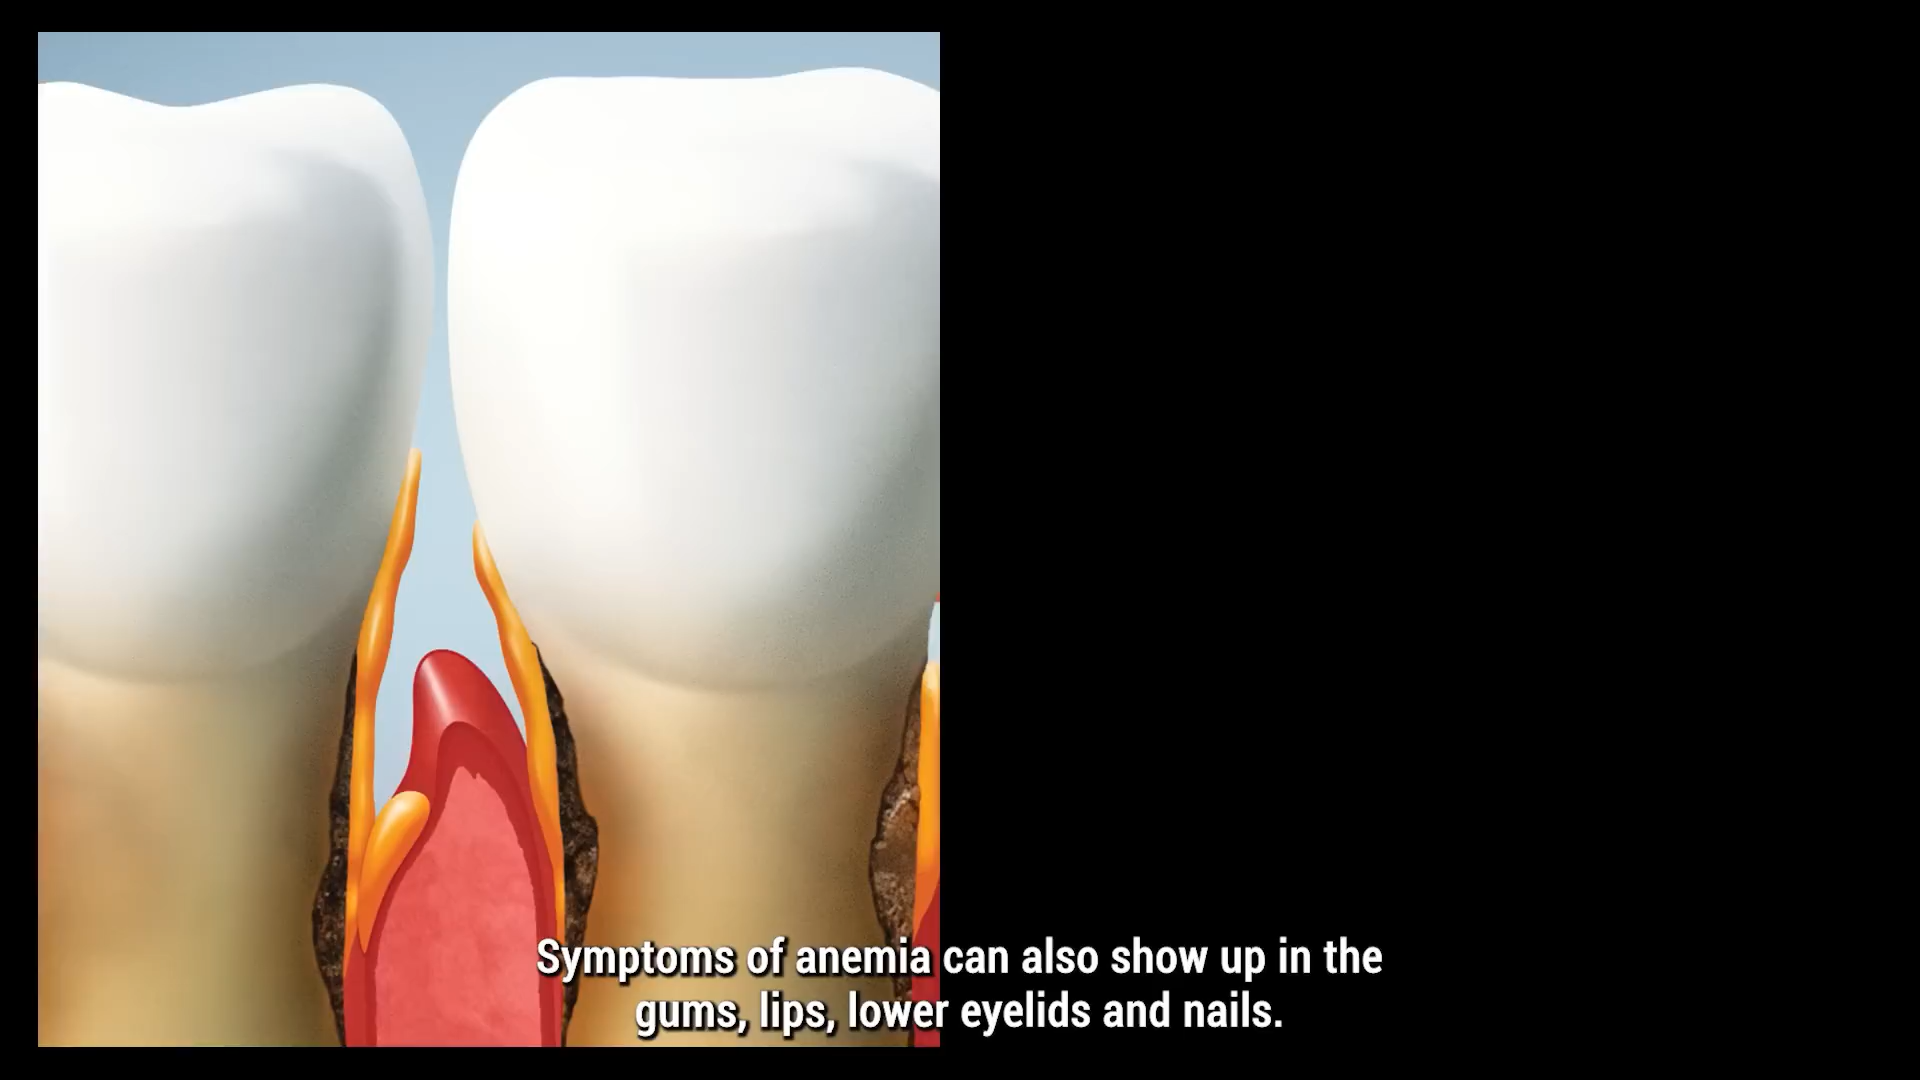 Symptoms of anemia can also show up in the
gums, lips, lower eyelids and nails.